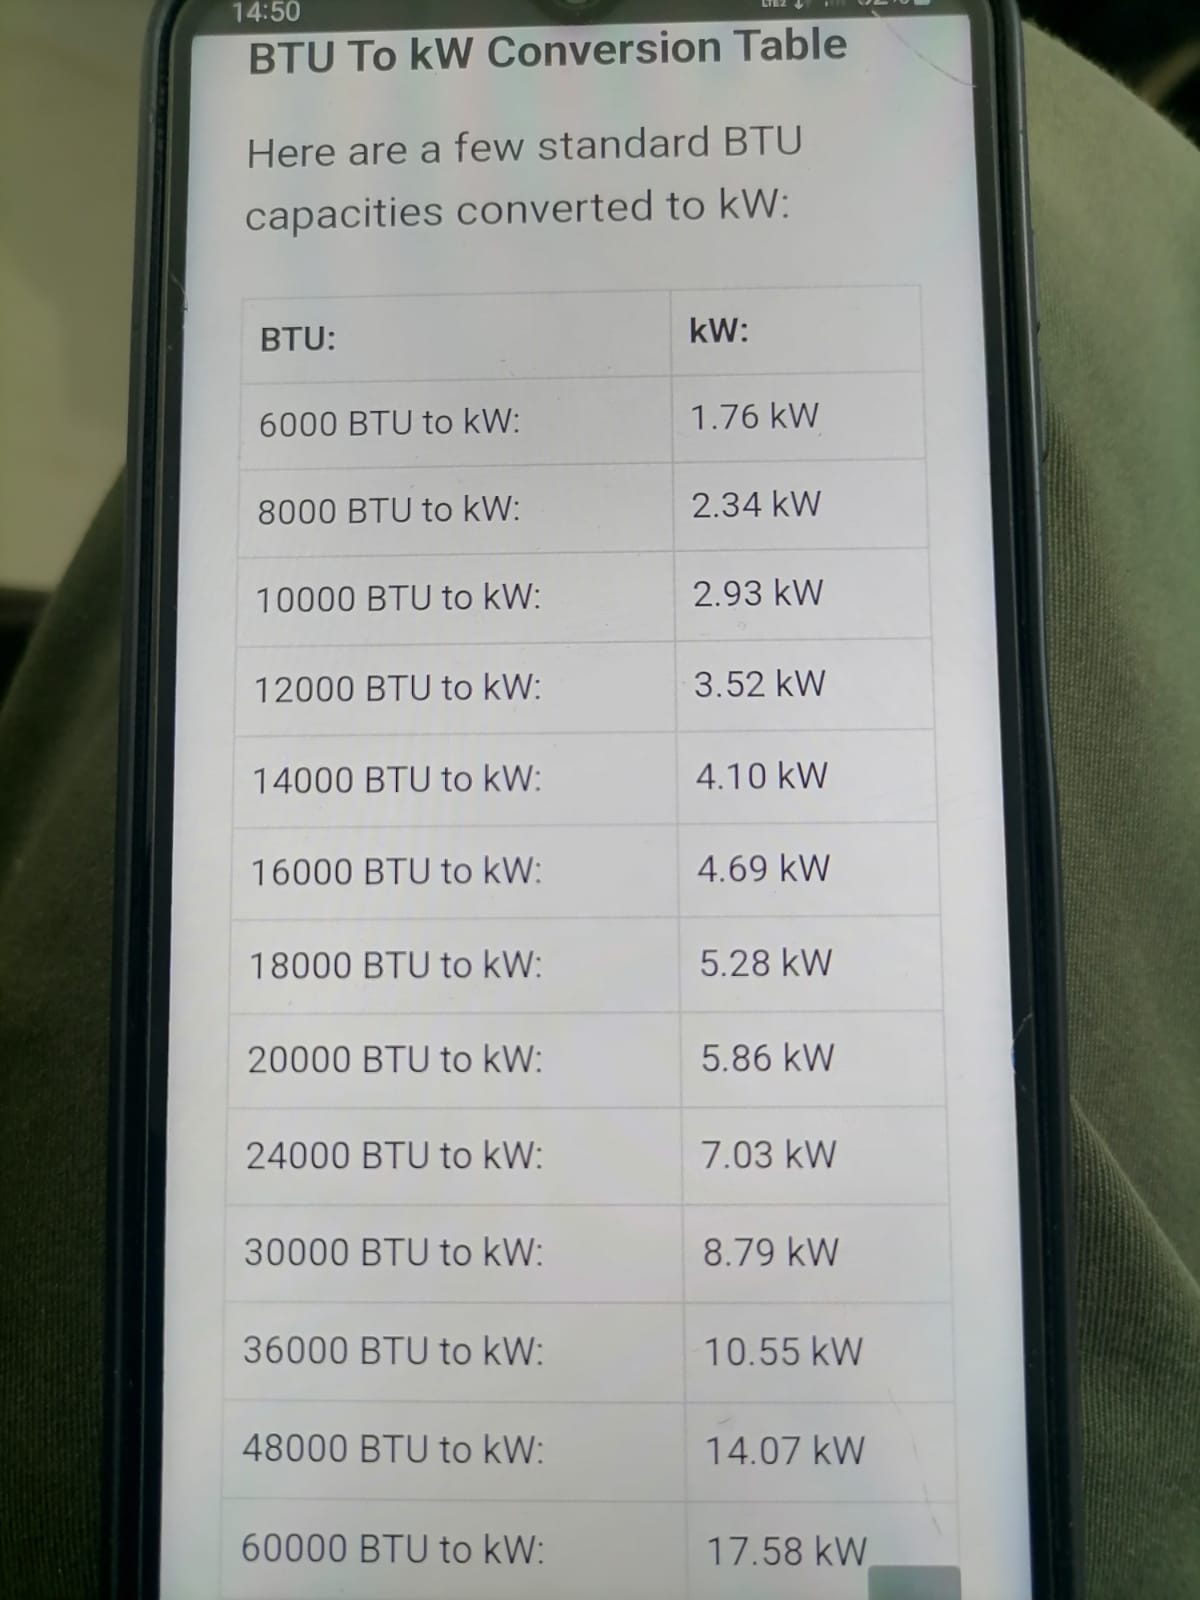 14:50
LTE2
BTU To kW Conversion Table
Here are a few standard BTU
capacities converted to kW:
BTU: kW:
6000 BTU to kW: 1.76 kW
8000 BTU to kW: 2.34 kW
10000 BTU to kW: 2.93 kW
12000 BTU to kW: 3.52 kW
14000 BTU to kW: 4.10 kW
16000 BTU to kW: 4.69 kW
18000 BTU to kW: 5.28 kW
20000 BTU to kW: 5.86 kW
24000 BTU to kW: 7.03 kW
30000 BTU to kW: 8.79 kW
36000 BTU to kW: 10.55 kW
48000 BTU to kW: 14.07 kW
60000 BTU to kW: 17.58 kW